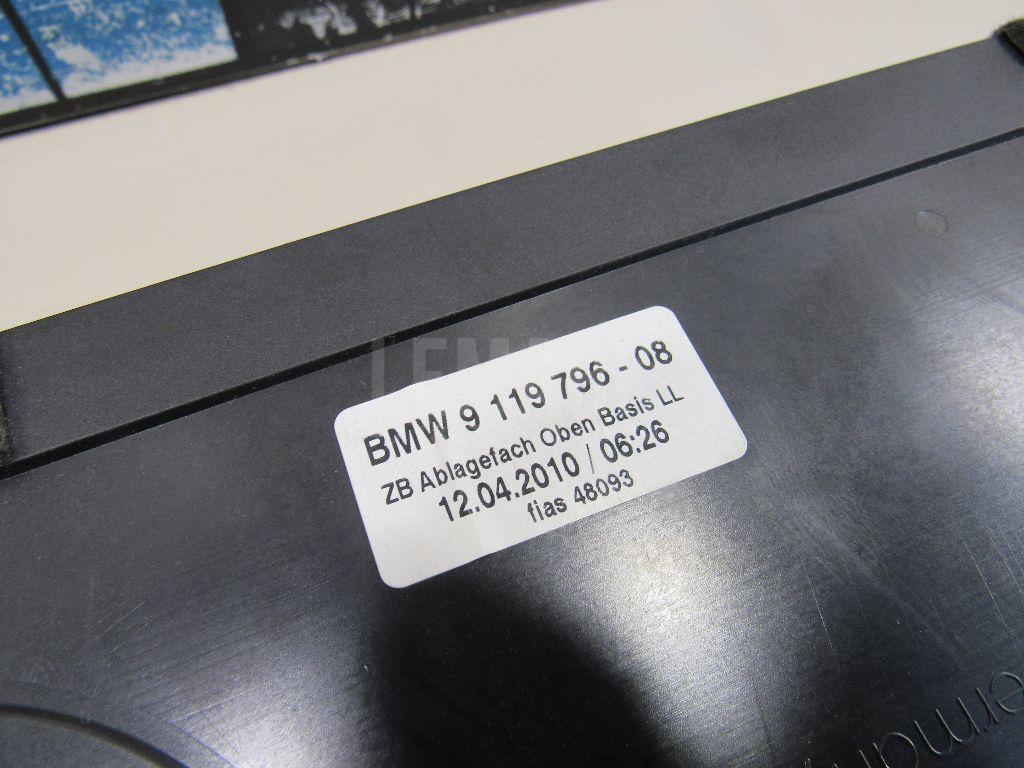 BMW 9 119 796 - 08
ZB Ablagefach Oben Basis LL
12.04.2010 / 06:26
fias 48093